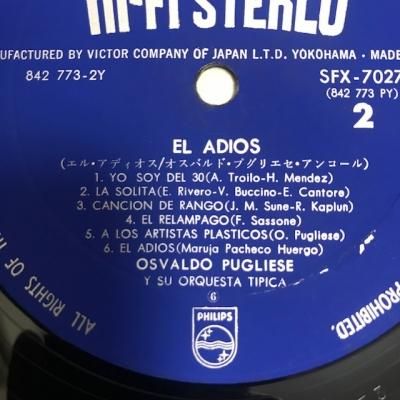 HI-FI STEREO
MANUFACTURED BY VICTOR COMPANY OF JAPAN L.T.D. YOKOHAMA · MADE
842 773-2Y
SFX-7027
(842 773 PY)
2
EL ADIOS
(エル・アディオス/オスバルド・プグリエセ・アンコール)
1. YO SOY DEL 30(A. Troilo-H. Mendez)
2. LA SOLITA(E. Rivero-V. Buccino-E. Cantore)
3. CANCION DE RANGO(J. M. Sune-R. Kaplun)
4. EL RELAMPAGO(F. Sassone)
5. A LOS ARTISTAS PLASTICOS(O. Pugliese)
6. EL ADIOS(Maruja Pacheco Huergo)
OSVALDO PUGLIESE
Y SU ORQUESTA TIPICA
6
PHILIPS
ALL RIGHTS OF
PROHIBITED.